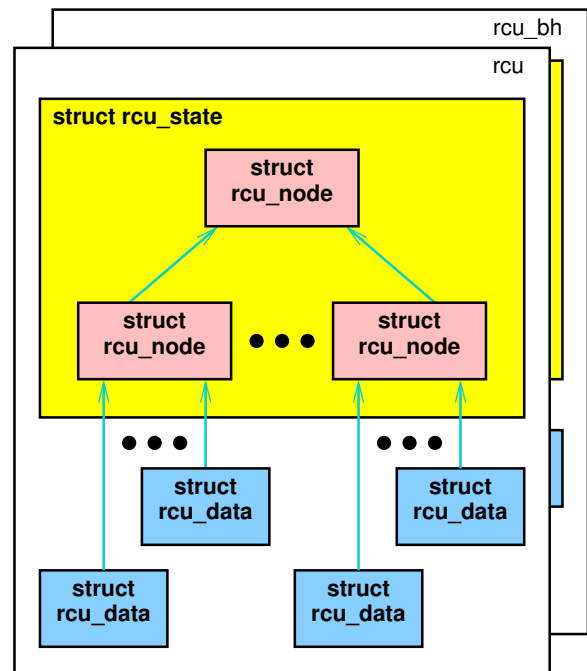 rcu_bh
rcu
struct rcu_state
struct
rcu_node
struct
rcu_node
struct
rcu_node
struct
rcu_data
struct
rcu_data
struct
rcu_data
struct
rcu_data